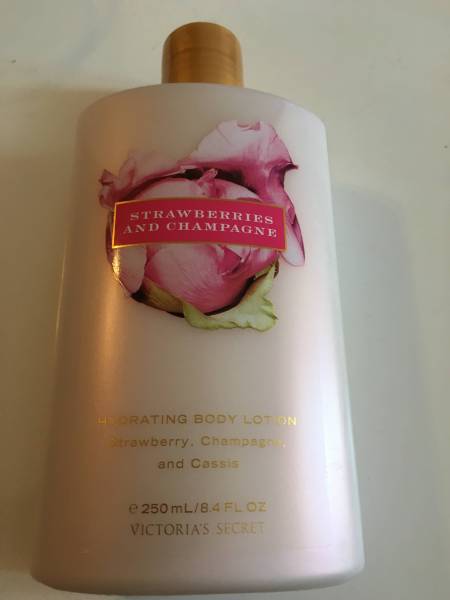 STRAWBERRIES
AND CHAMPAGNE
HYDRATING BODY LOTION
Strawberry, Champagne,
and Cassis
℮ 250 mL/8.4 FL OZ
VICTORIA'S SECRET